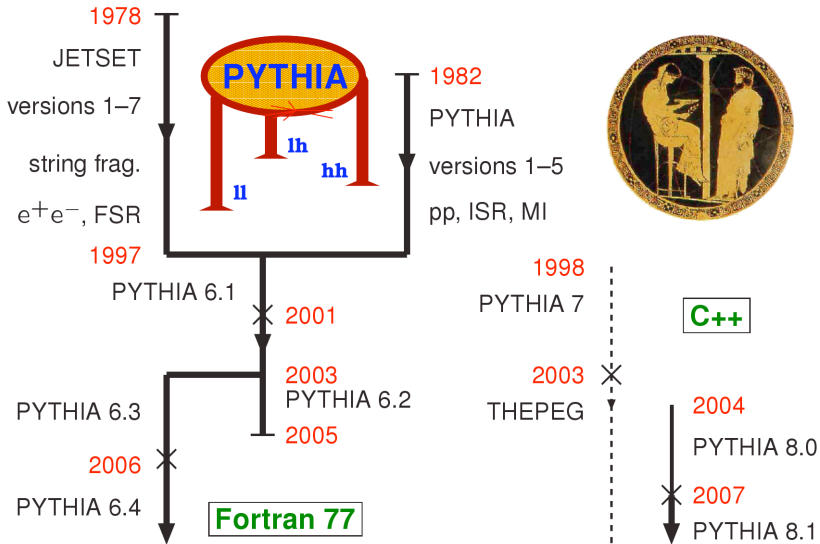 1978
JETSET
versions 1–7
string frag.
e⁺e⁻, FSR
1997
PYTHIA
ll
lh
hh
1982
PYTHIA
versions 1–5
pp, ISR, MI
PYTHIA 6.1
2001
2003
PYTHIA 6.2
2005
PYTHIA 6.3
2006
PYTHIA 6.4
Fortran 77
1998
PYTHIA 7
2003
THEPEG
C++
2004
PYTHIA 8.0
2007
PYTHIA 8.1